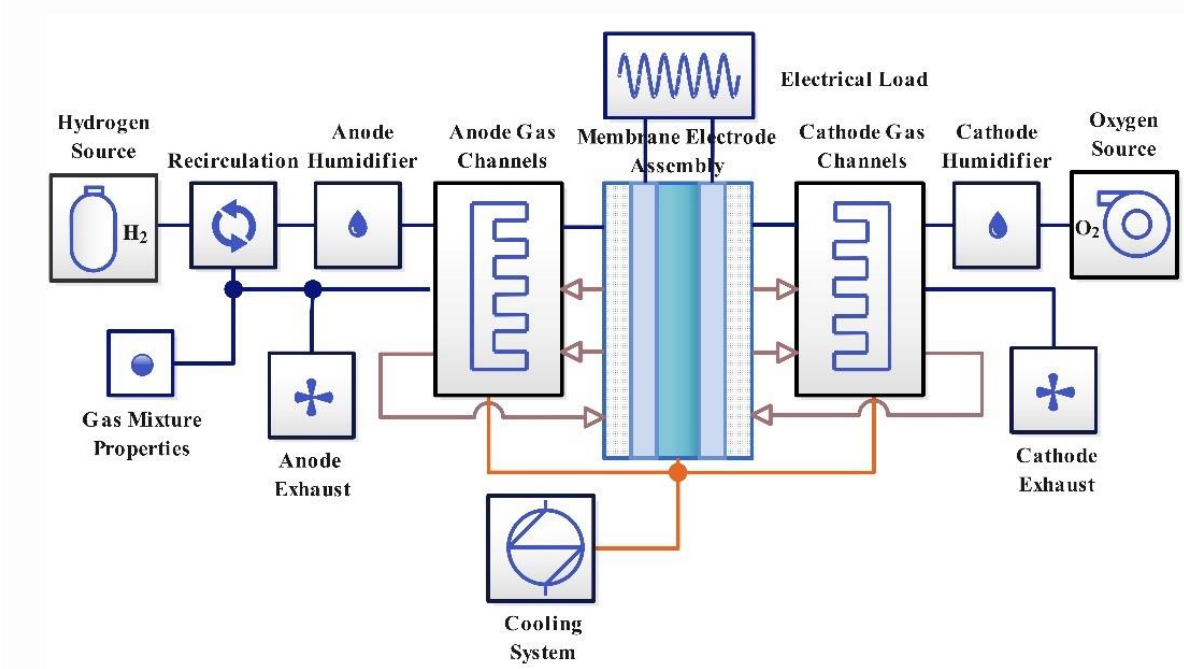 Electrical Load
Hydrogen
Source
Recirculation
Anode
Humidifier
Anode Gas
Channels
Membrane Electrode
Assembly
Cathode Gas
Channels
Cathode
Humidifier
Oxygen
Source
H2
O2
Gas Mixture
Properties
Anode
Exhaust
Cathode
Exhaust
Cooling
System